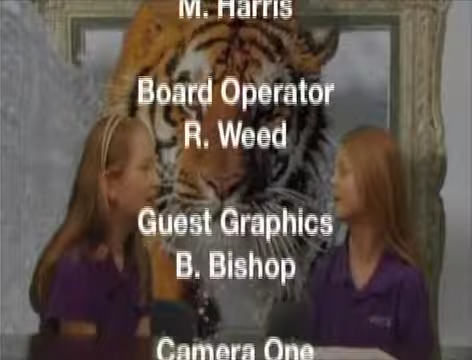 M. Harris
Board Operator
R. Weed
Guest Graphics
B. Bishop
Camera One